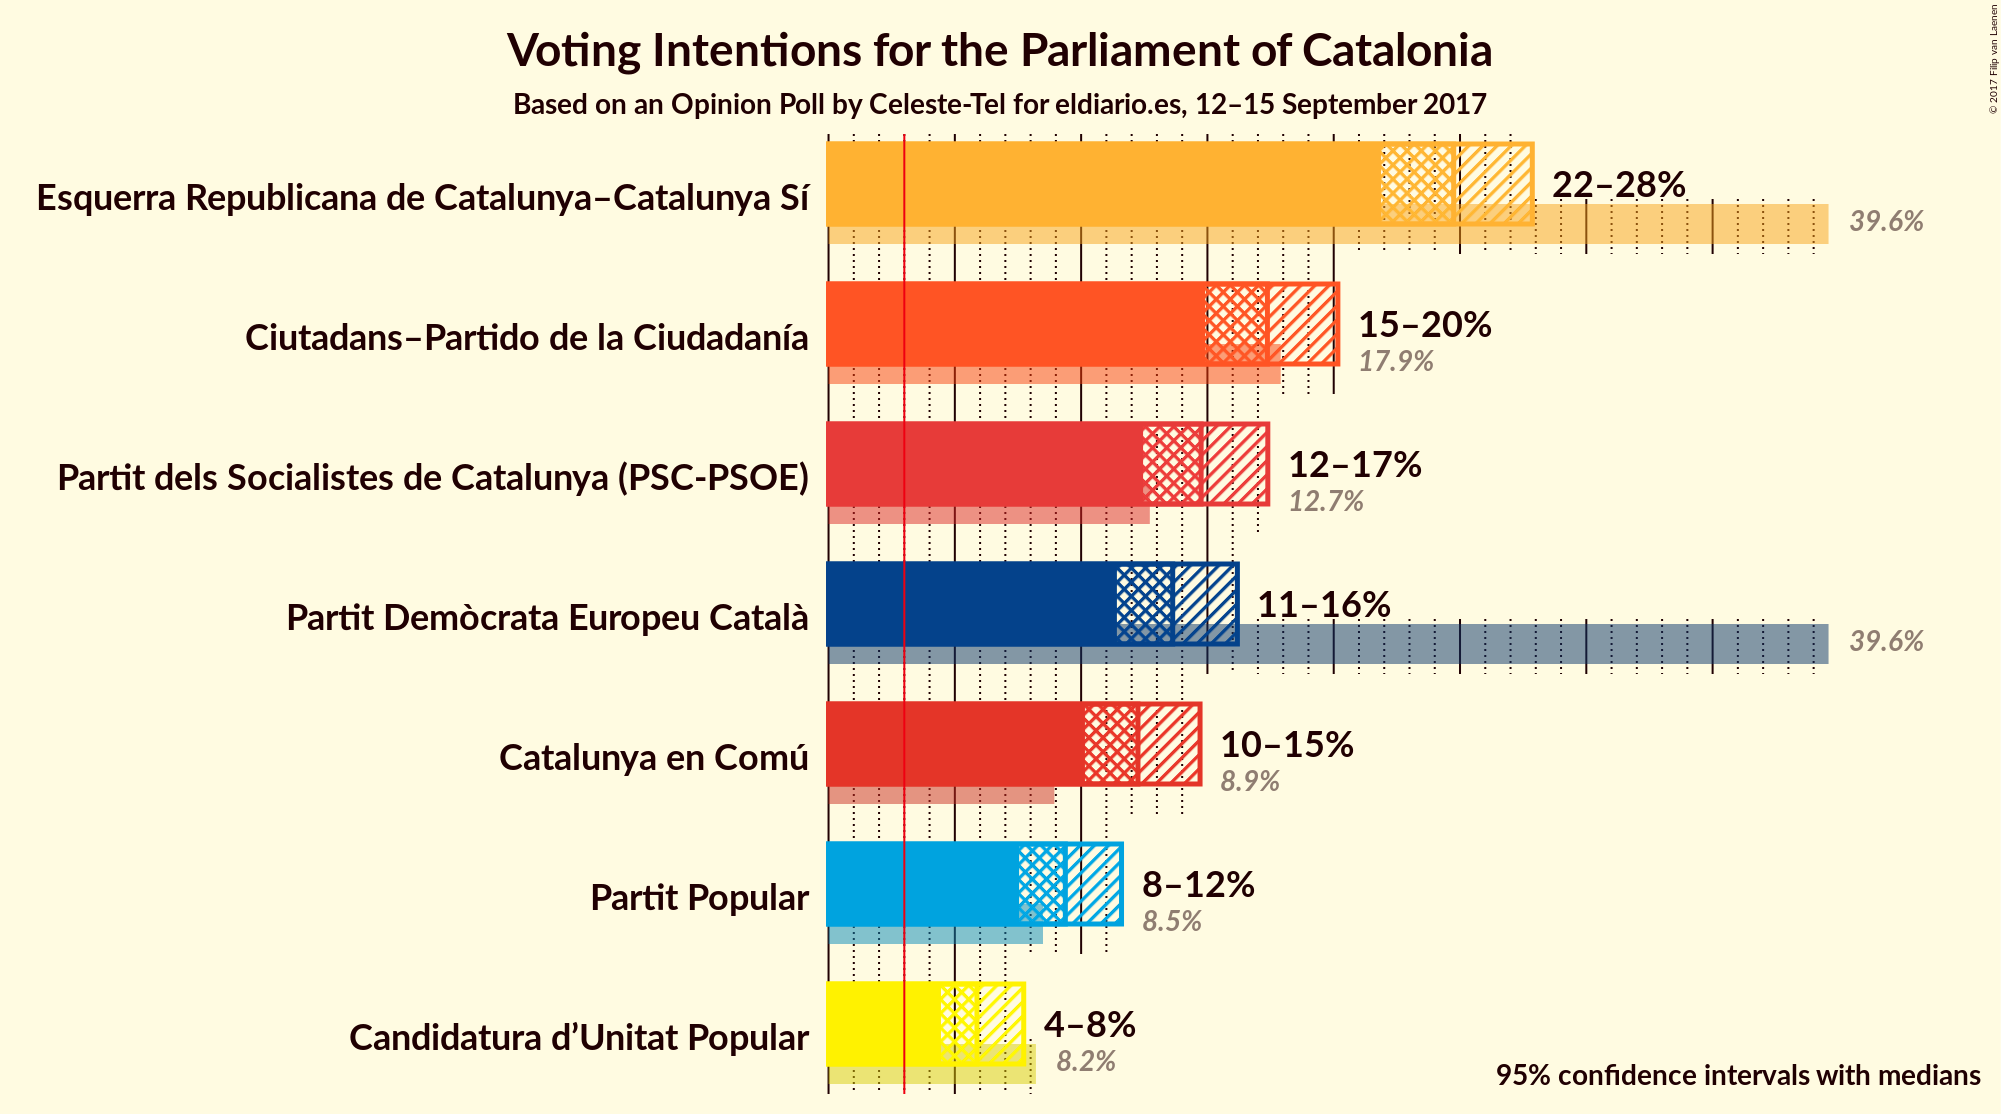 Voting Intentions for the Parliament of Catalonia
Based on an Opinion Poll by Celeste-Tel for eldiario.es, 12–15 September 2017
© 2017 Filip van Laenen
Esquerra Republicana de Catalunya–Catalunya Sí
22–28%
39.6%
Ciutadans–Partido de la Ciudadanía
15–20%
17.9%
Partit dels Socialistes de Catalunya (PSC-PSOE)
12–17%
12.7%
Partit Demòcrata Europeu Català
11–16%
39.6%
Catalunya en Comú
10–15%
8.9%
Partit Popular
8–12%
8.5%
Candidatura d’Unitat Popular
4–8%
8.2%
95% confidence intervals with medians